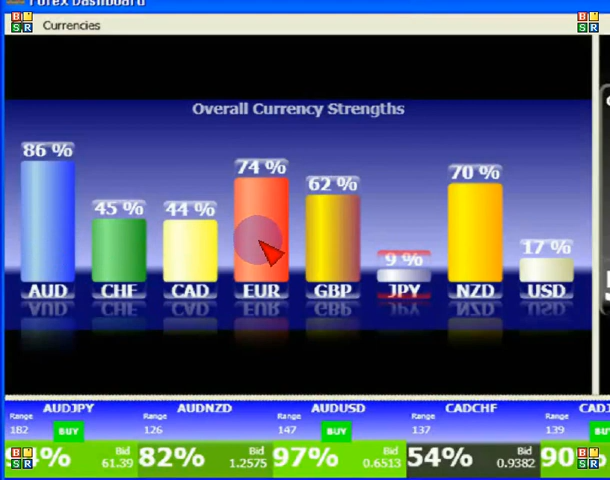 Forex Dashboard
Currencies
Overall Currency Strengths
86 % 45 % 44 % 74 % 62 % 9 % 70 % 17 %
AUD CHF CAD EUR GBP JPY NZD USD
AUDJPY AUDNZD AUDUSD CADCHF
Range Range Range Range Range
182 BUY 126 147 BUY 137 139
Bid Bid Bid Bid
% 61.39 82% 1.2575 97% 0.6513 54% 0.9382 90
B
S R
B
S R
B
S R
B
S R